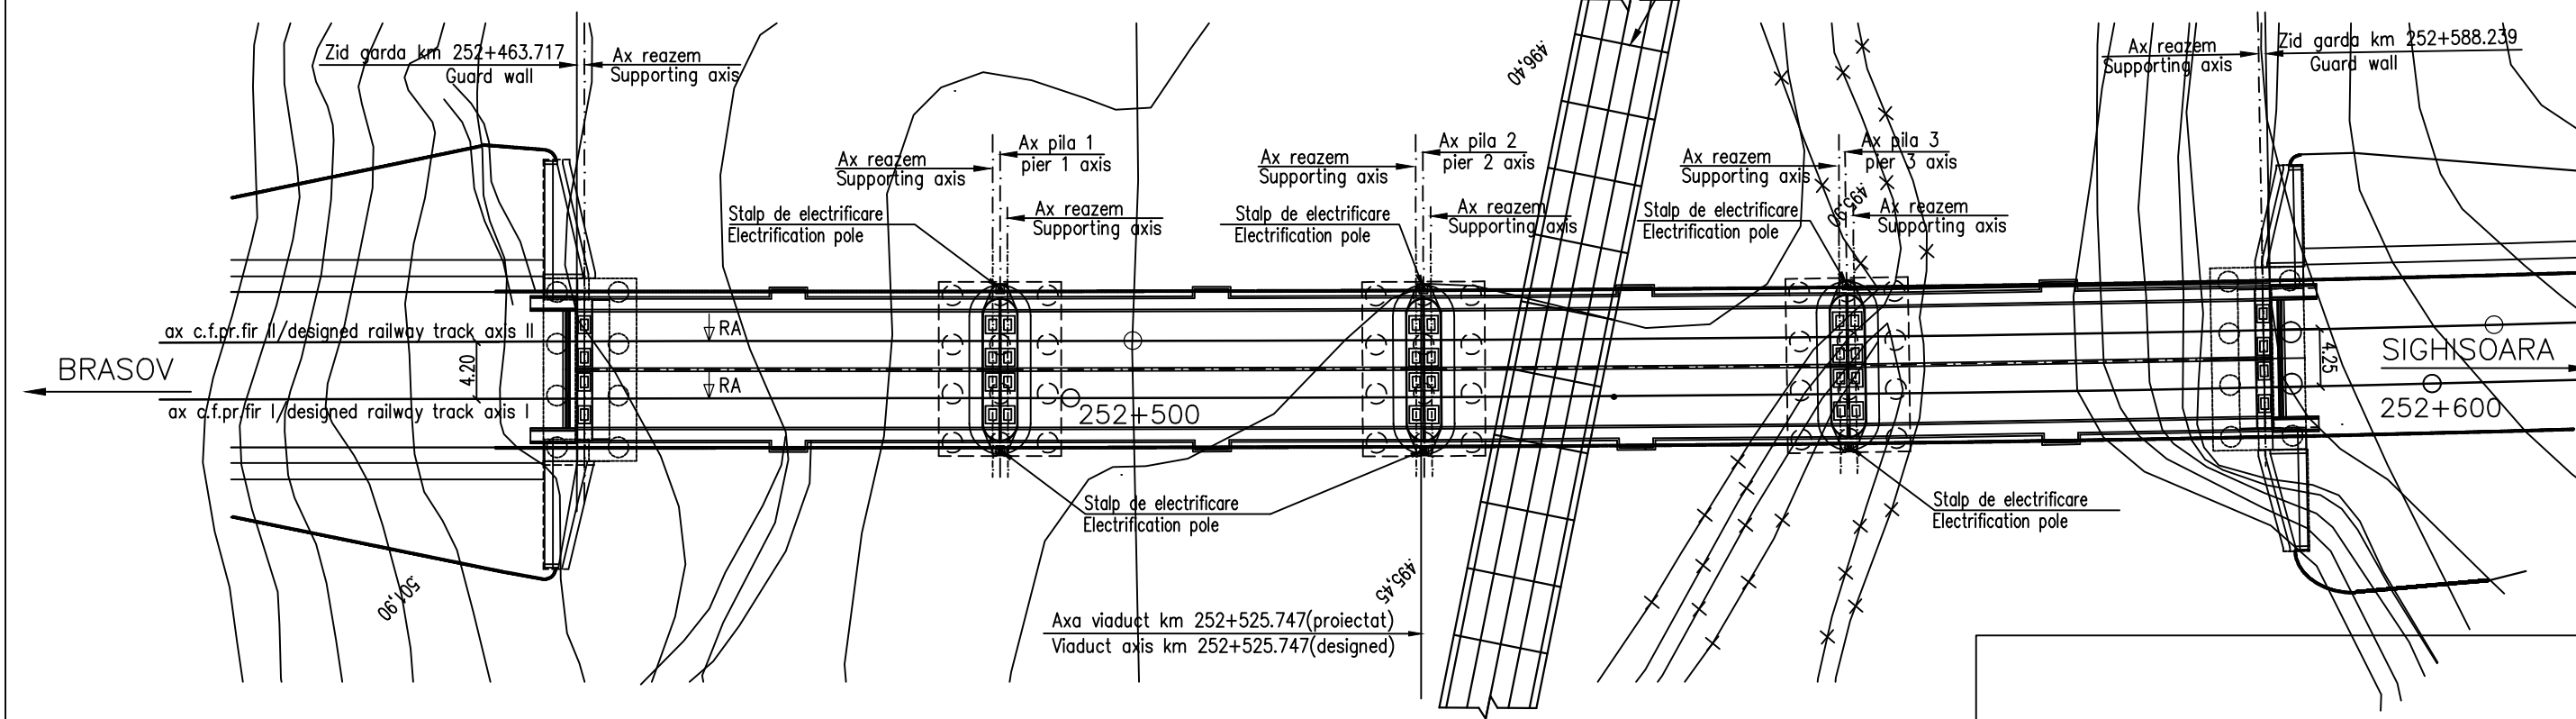 Zid garda km 252+463.717
Guard wall
Ax reazem
Supporting axis
496,40
Ax reazem
Supporting axis
Zid garda km 252+588.239
Guard wall
Ax reazem
Supporting axis
Ax pila 1
pier 1 axis
Ax reazem
Supporting axis
Ax pila 2
pier 2 axis
Ax reazem
Supporting axis
Ax pila 3
pier 3 axis
495,90
Stalp de electrificare
Electrification pole
Ax reazem
Supporting axis
Stalp de electrificare
Electrification pole
Ax reazem
Supporting axis
Stalp de electrificare
Electrification pole
Ax reazem
Supporting axis
ax c.f.pr.fir II/designed railway track axis II
RA
BRASOV
4.20
RA
ax c.f.pr.fir I/designed railway track axis I
252+500
4.25
SIGHISOARA
252+600
Stalp de electrificare
Electrification pole
Stalp de electrificare
Electrification pole
501,90
495,45
Axa viaduct km 252+525.747(proiectat)
Viaduct axis km 252+525.747(designed)